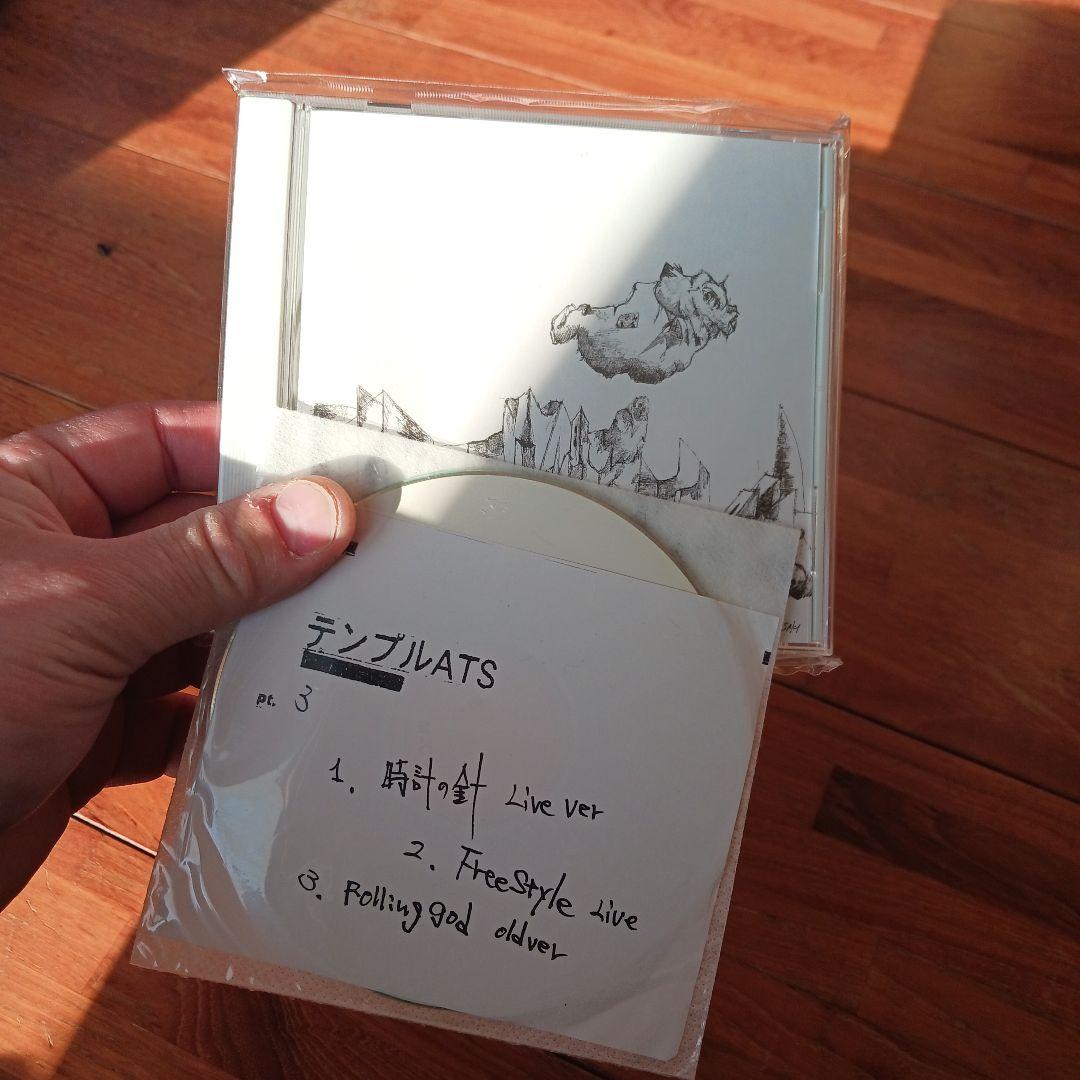 テンプルATS
pt. 3
1. 時計の針 Live ver
2. FreeStyle Live
3. Rolling god oldver